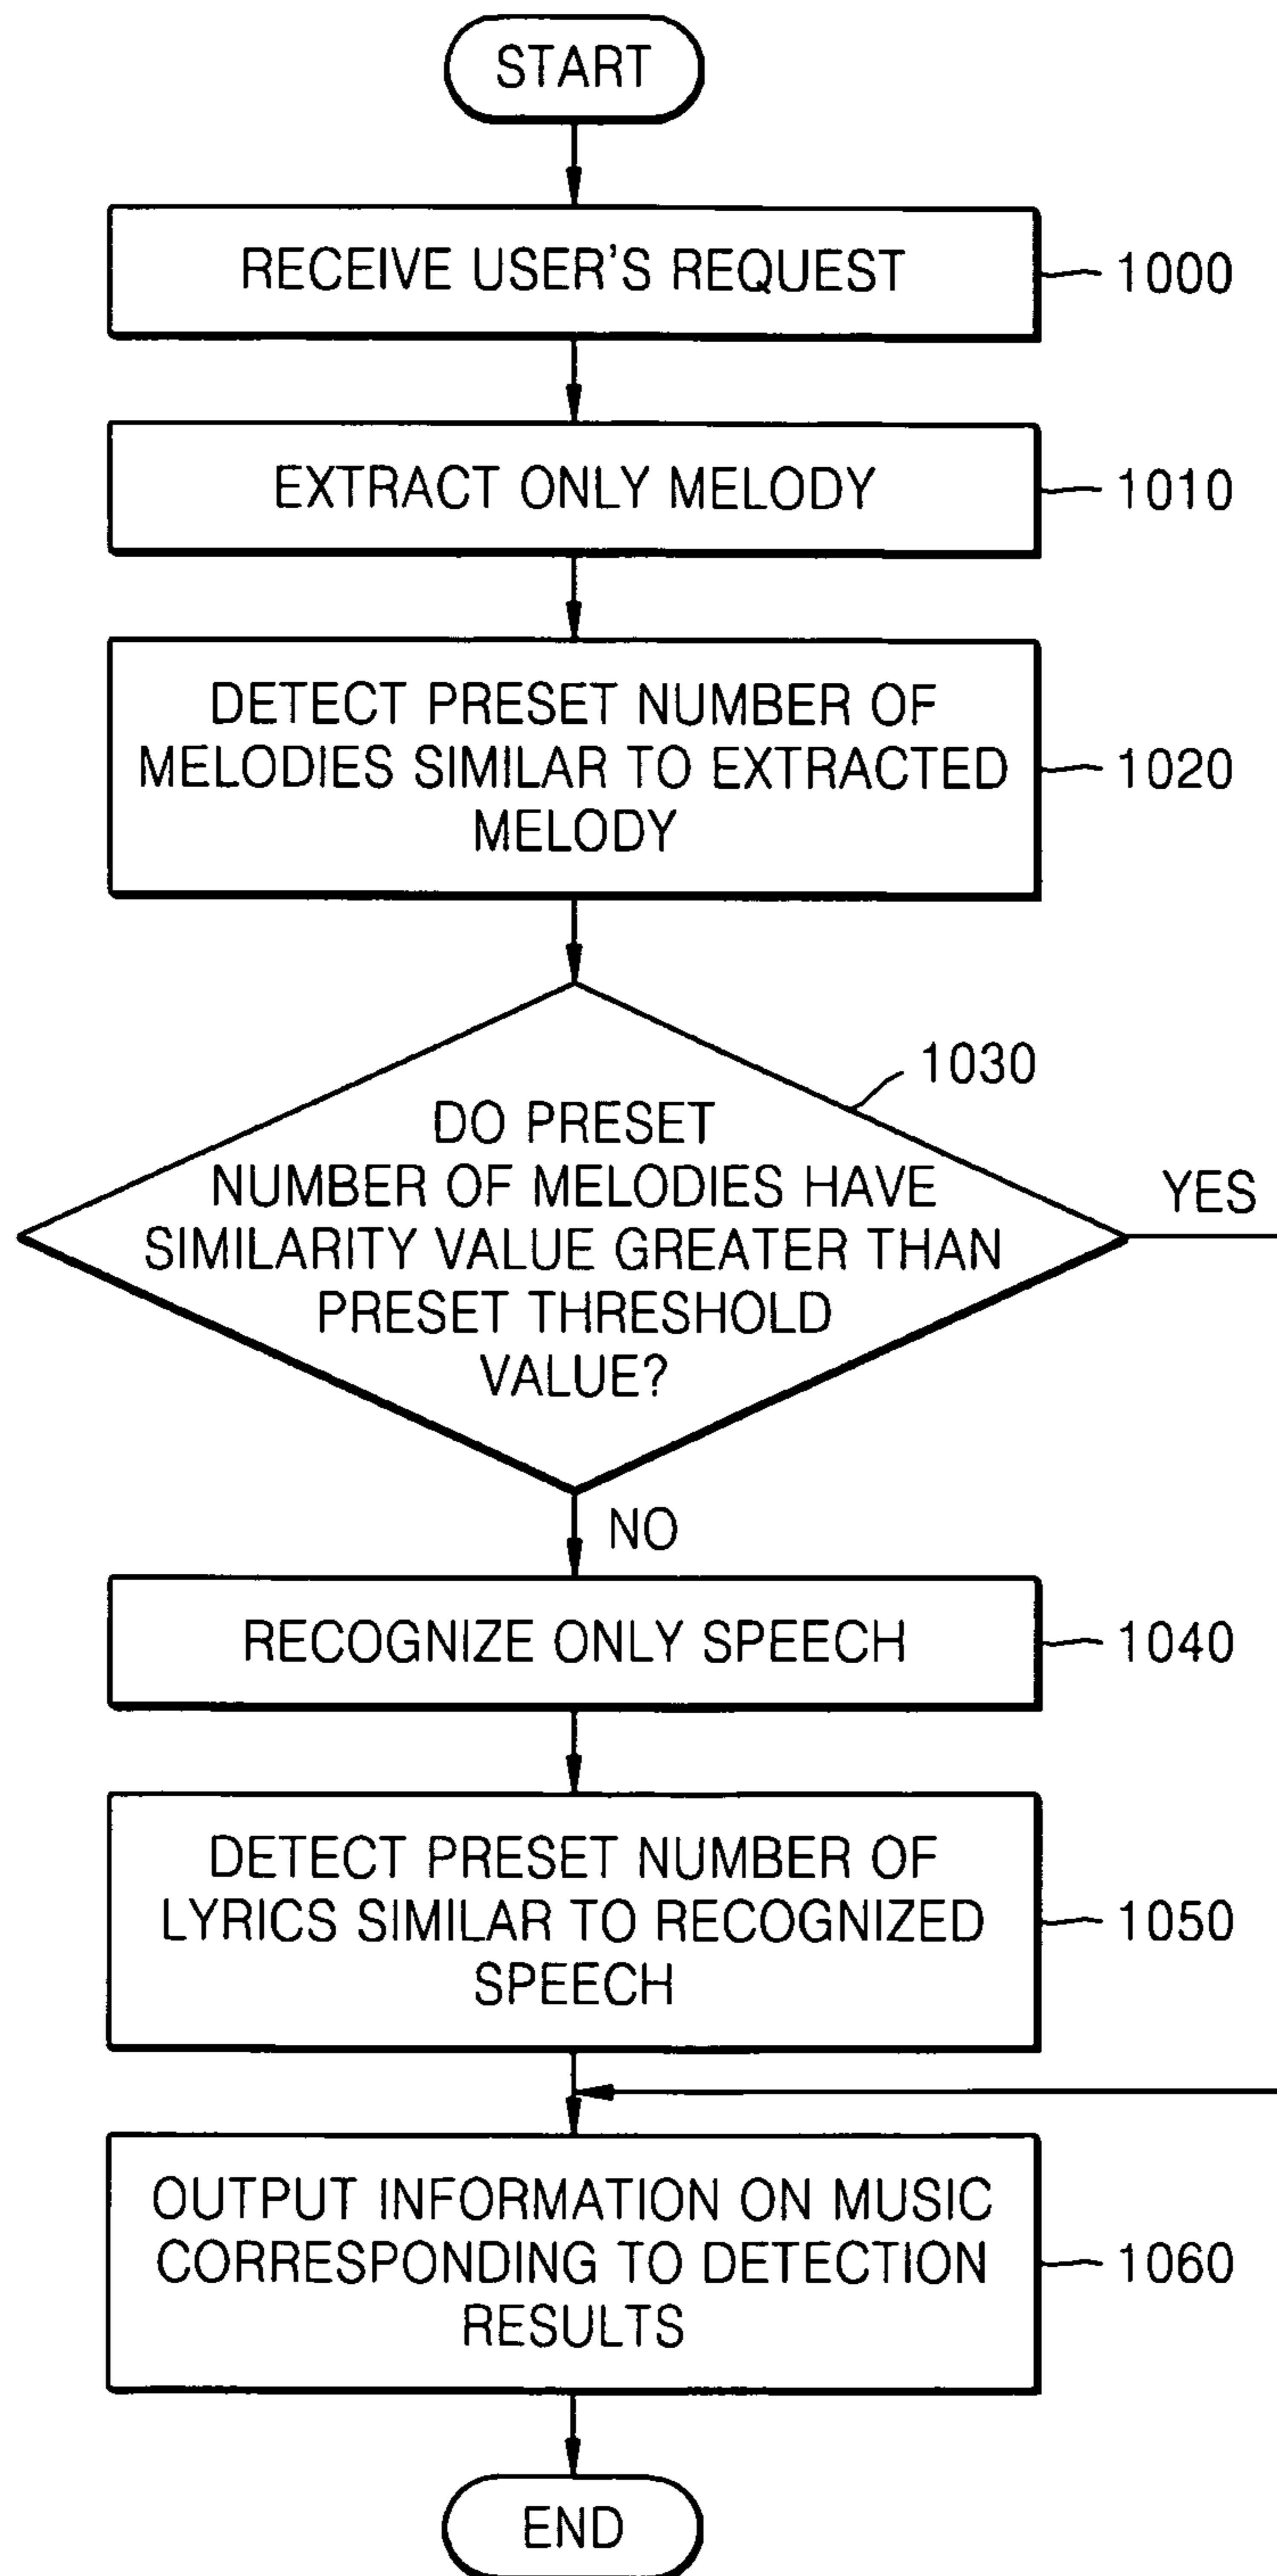 START
RECEIVE USER'S REQUEST
1000
EXTRACT ONLY MELODY
1010
DETECT PRESET NUMBER OF
MELODIES SIMILAR TO EXTRACTED
MELODY
1020
1030
DO PRESET
NUMBER OF MELODIES HAVE
SIMILARITY VALUE GREATER THAN
PRESET THRESHOLD
VALUE?
YES
NO
RECOGNIZE ONLY SPEECH
1040
DETECT PRESET NUMBER OF
LYRICS SIMILAR TO RECOGNIZED
SPEECH
1050
OUTPUT INFORMATION ON MUSIC
CORRESPONDING TO DETECTION
RESULTS
1060
END